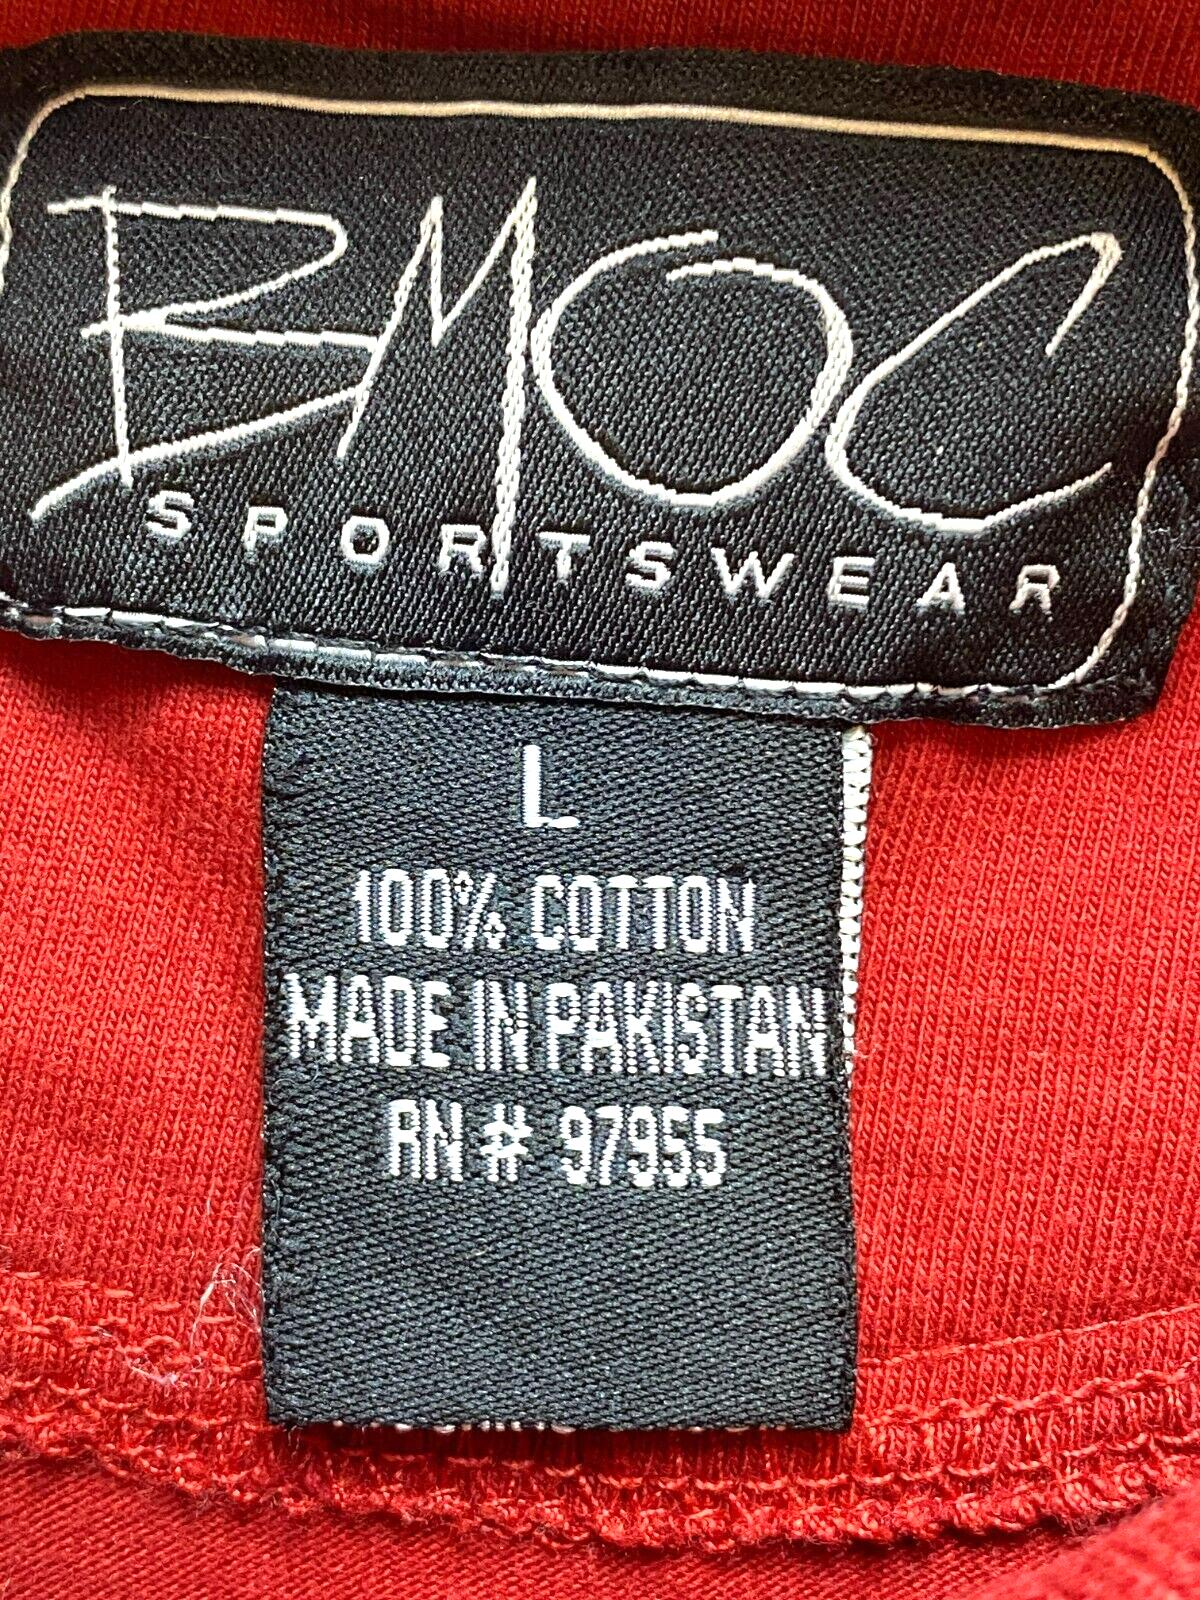 BMOC
SPORTSWEAR
L
100% COTTON
MADE IN PAKISTAN
RN # 97955